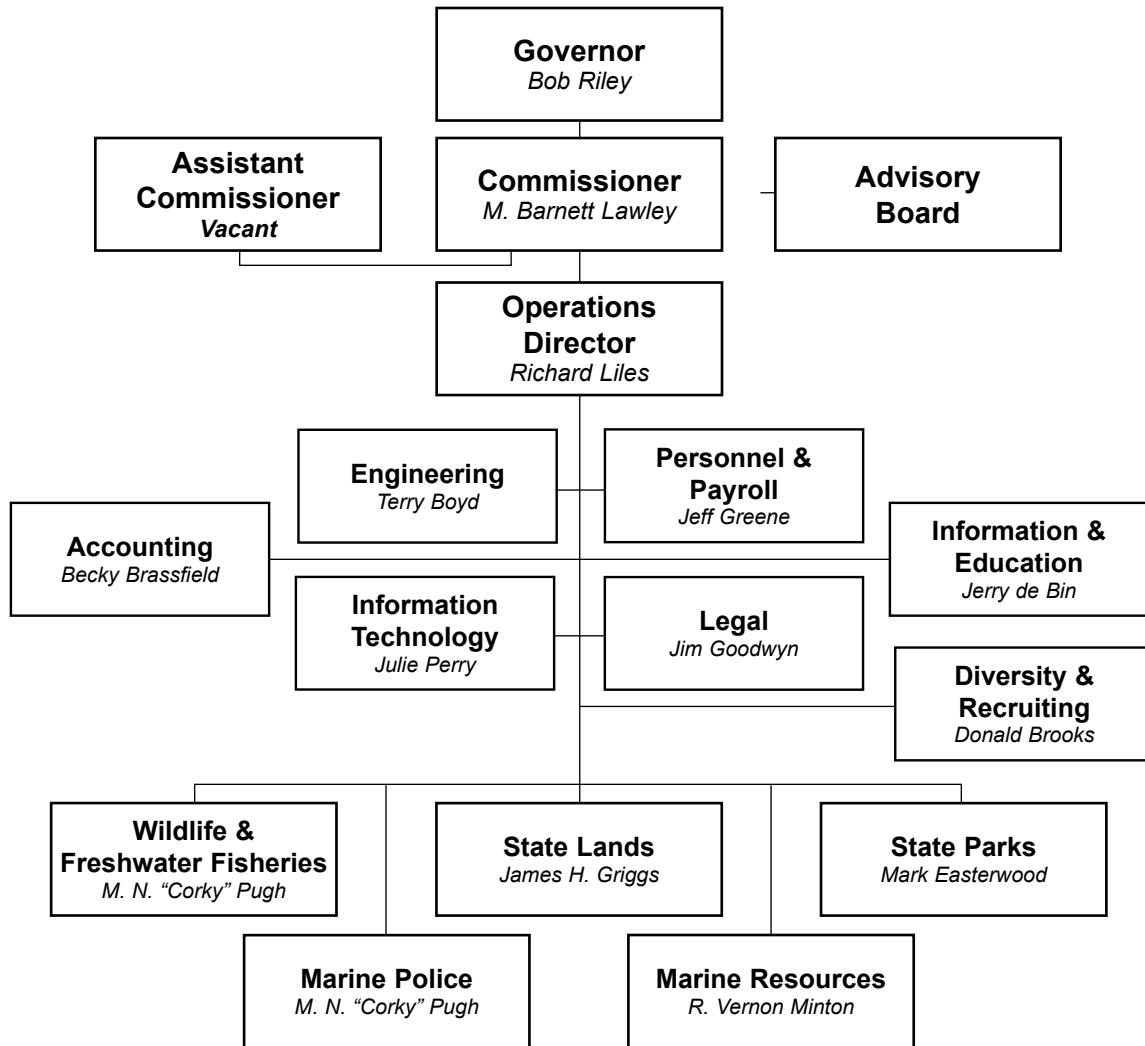 Governor
Bob Riley
Assistant
Commissioner
Vacant
Commissioner
M. Barnett Lawley
Advisory
Board
Operations
Director
Richard Liles
Engineering
Terry Boyd
Personnel &
Payroll
Jeff Greene
Accounting
Becky Brassfield
Information &
Education
Jerry de Bin
Information
Technology
Julie Perry
Legal
Jim Goodwyn
Diversity &
Recruiting
Donald Brooks
Wildlife &
Freshwater Fisheries
M. N. “Corky” Pugh
State Lands
James H. Griggs
State Parks
Mark Easterwood
Marine Police
M. N. “Corky” Pugh
Marine Resources
R. Vernon Minton